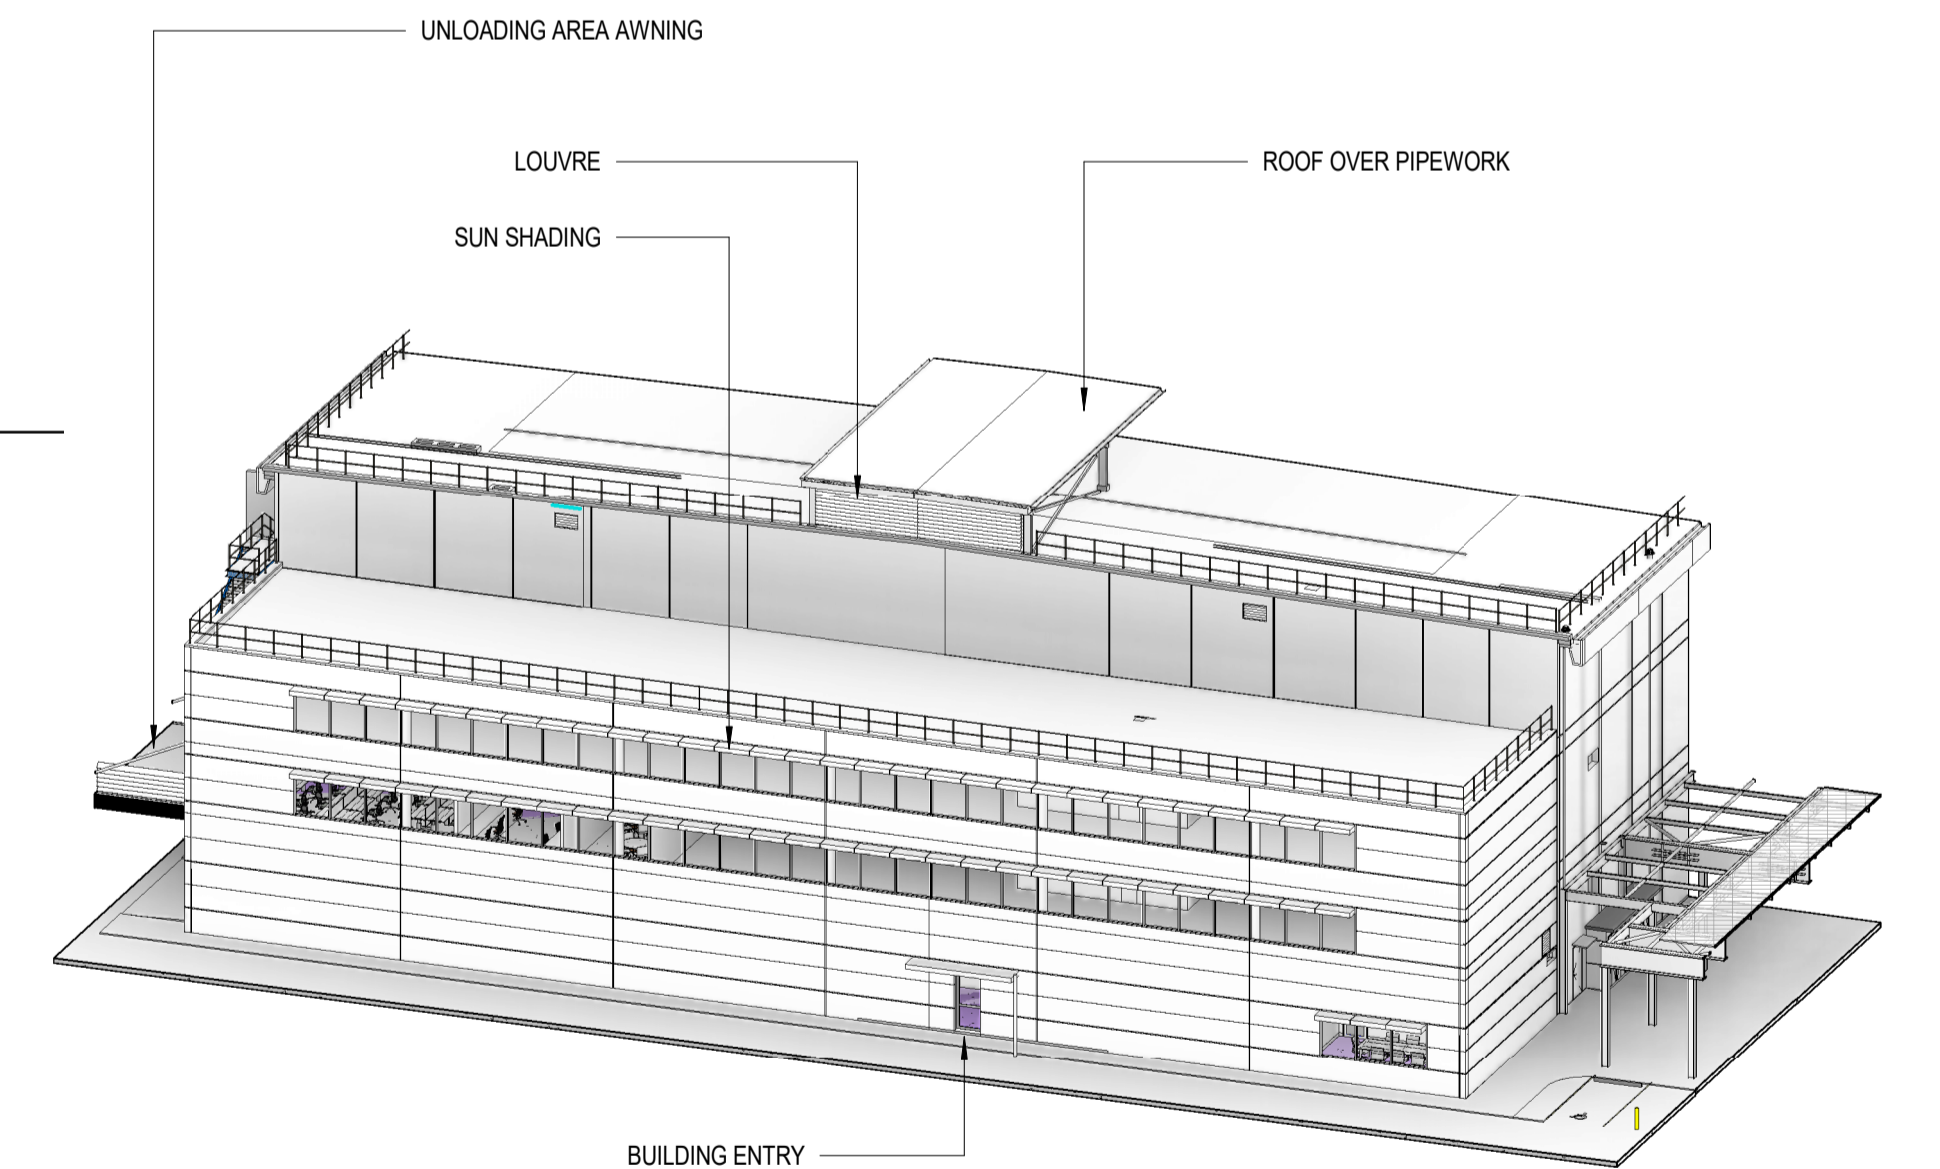 UNLOADING AREA AWNING
LOUVRE
ROOF OVER PIPEWORK
SUN SHADING
BUILDING ENTRY